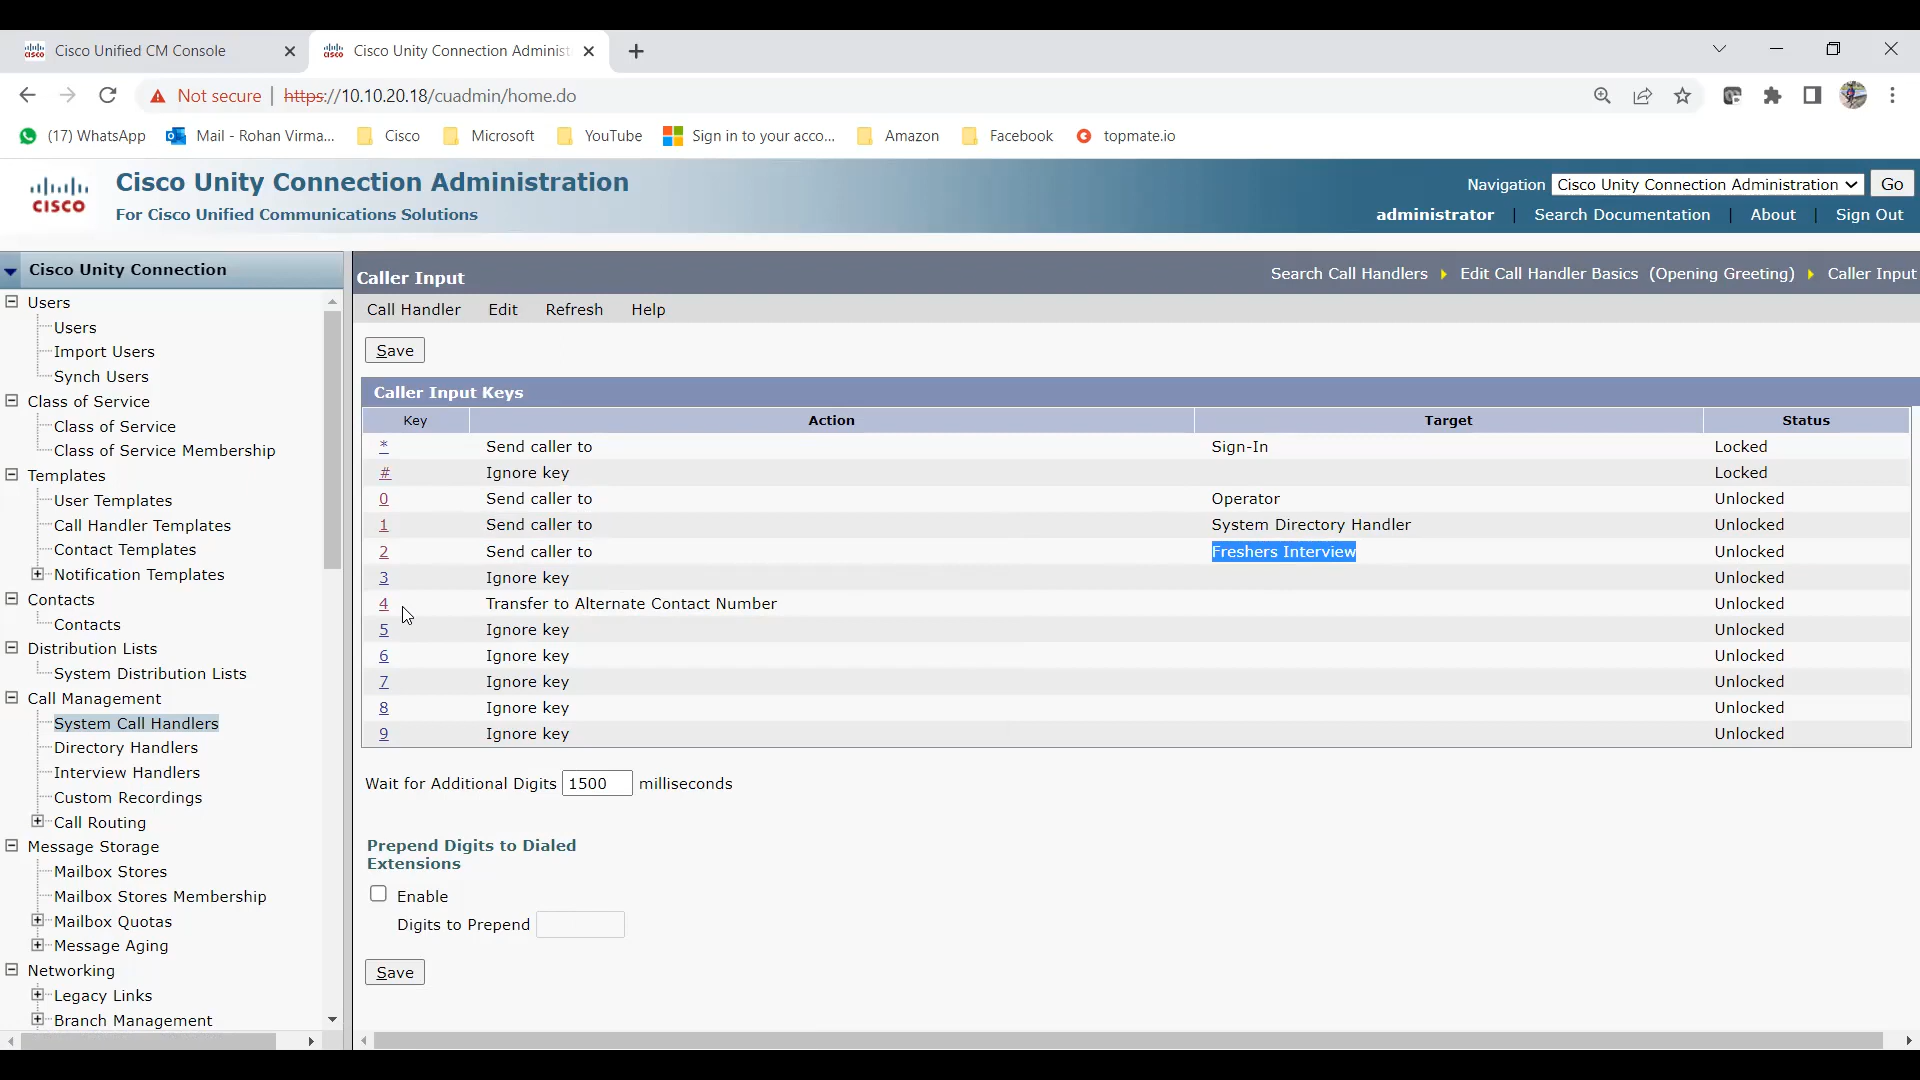 Cisco Unified CM Console
Cisco Unity Connection Administ
Not secure | https://10.10.20.18/cuadmin/home.do
(17) WhatsApp Mail - Rohan Virma... Cisco Microsoft YouTube Sign in to your acco... Amazon Facebook topmate.io
CISCO
Cisco Unity Connection Administration
For Cisco Unified Communications Solutions
Navigation Cisco Unity Connection Administration Go
administrator | Search Documentation | About | Sign Out
Cisco Unity Connection
Users
Users
Import Users
Synch Users
Class of Service
Class of Service
Class of Service Membership
Templates
User Templates
Call Handler Templates
Contact Templates
Notification Templates
Contacts
Contacts
Distribution Lists
System Distribution Lists
Call Management
System Call Handlers
Directory Handlers
Interview Handlers
Custom Recordings
Call Routing
Message Storage
Mailbox Stores
Mailbox Stores Membership
Mailbox Quotas
Message Aging
Networking
Legacy Links
Branch Management
Caller Input
Search Call Handlers Edit Call Handler Basics (Opening Greeting) Caller Input
Call Handler Edit Refresh Help
Save
Caller Input Keys
Key Action Target Status
* Send caller to Sign-In Locked
# Ignore key Locked
0 Send caller to Operator Unlocked
1 Send caller to System Directory Handler Unlocked
2 Send caller to Freshers Interview Unlocked
3 Ignore key Unlocked
4 Transfer to Alternate Contact Number Unlocked
5 Ignore key Unlocked
6 Ignore key Unlocked
7 Ignore key Unlocked
8 Ignore key Unlocked
9 Ignore key Unlocked
Wait for Additional Digits 1500 milliseconds
Prepend Digits to Dialed
Extensions
Enable
Digits to Prepend
Save